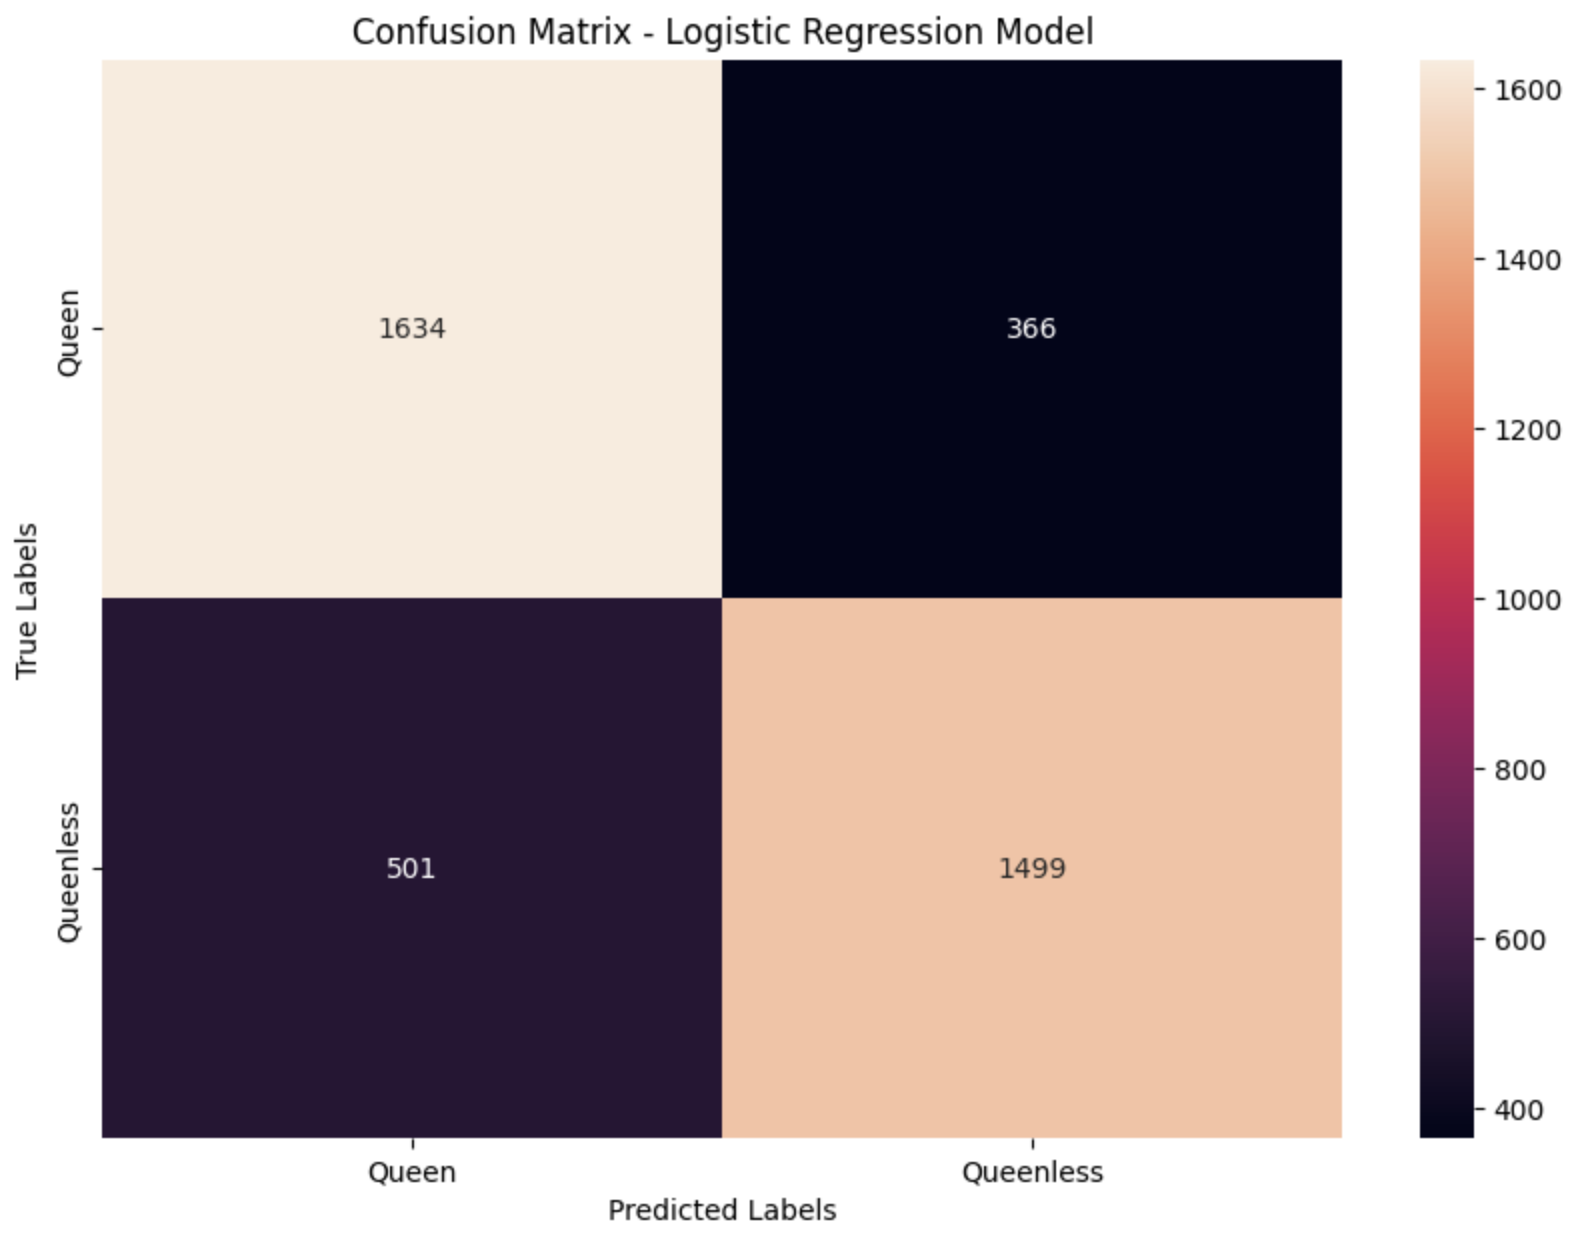 Confusion Matrix - Logistic Regression Model
True Labels
Queen
Queenless
1634
366
501
1499
Queen
Queenless
Predicted Labels
1600
1400
1200
1000
800
600
400